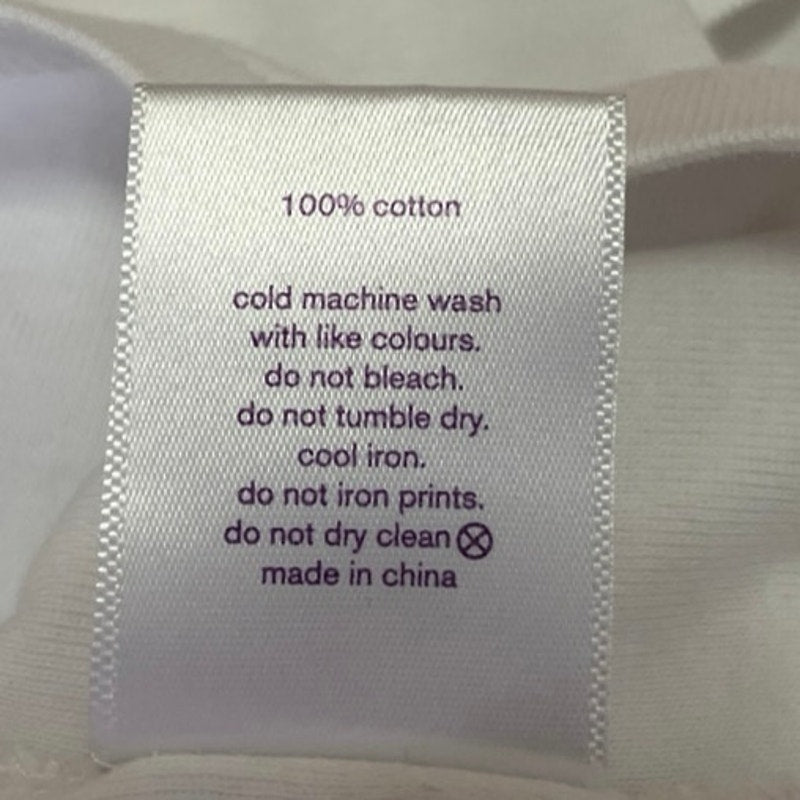 100% cotton
cold machine wash
with like colours.
do not bleach.
do not tumble dry.
cool iron.
do not iron prints.
do not dry clean
made in china